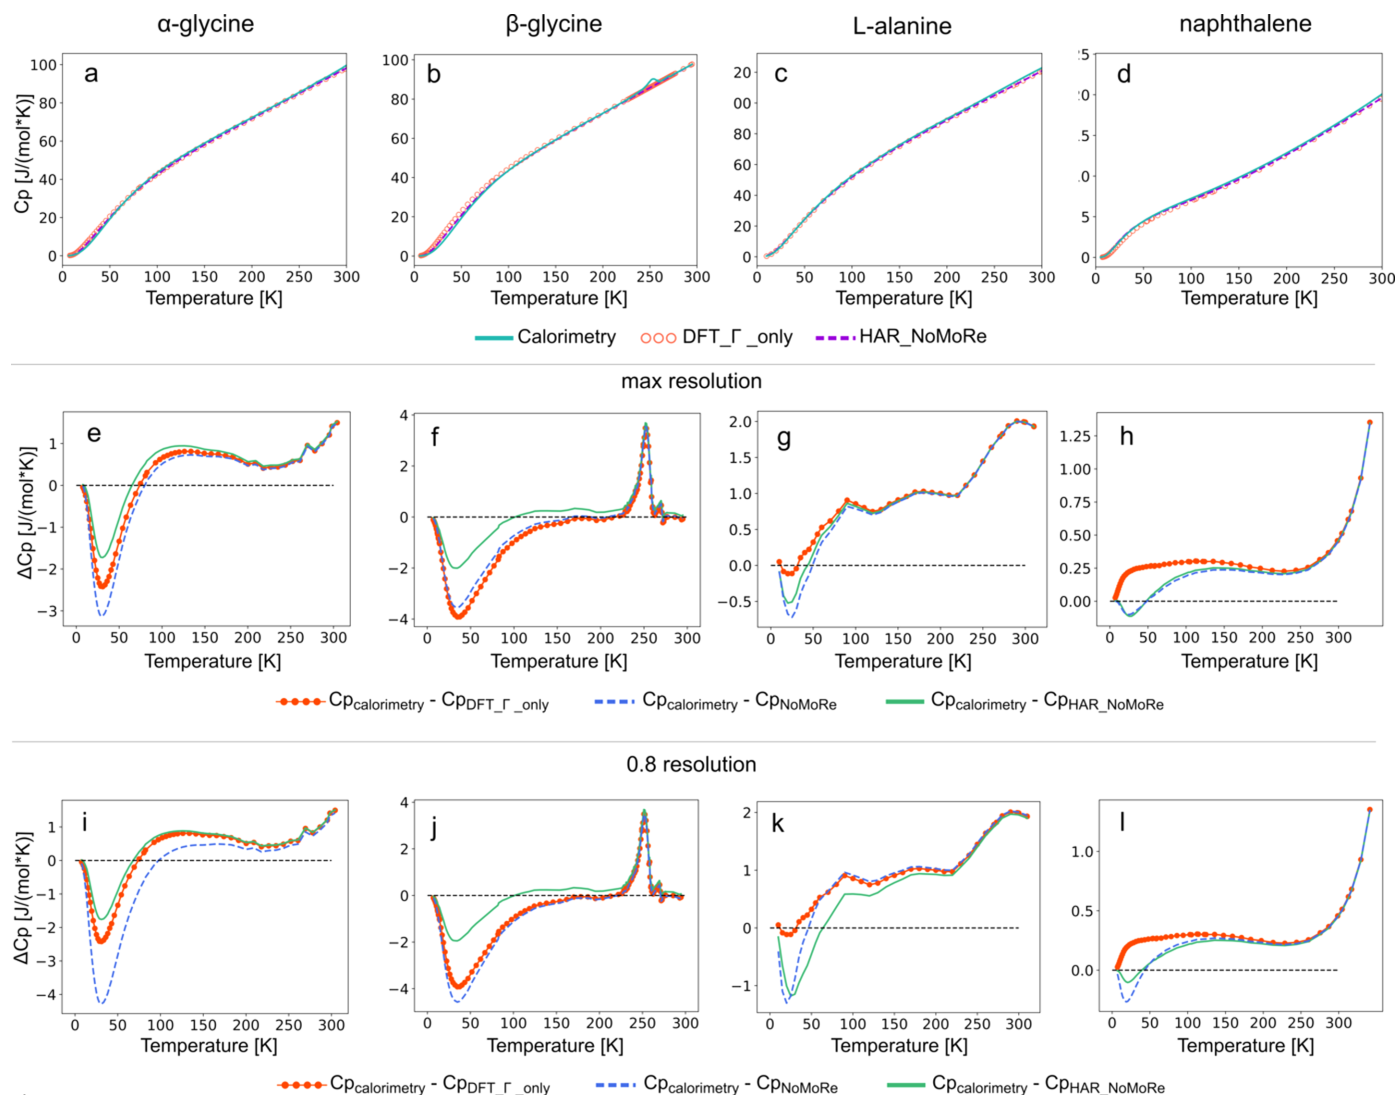 α-glycine β-glycine L-alanine naphthalene
a b c d
Cp [J/(mol*K)]
100 80 60 40 20 0
100 80 60 40 20 0
20 00 80 60 40 20 0
:5 :0 .5 .0 5 0
0 50 100 150 200 250 300
0 50 100 150 200 250 300
0 50 100 150 200 250 300
0 50 100 150 200 250 300
Temperature [K] Temperature [K] Temperature [K] Temperature [K]
Calorimetry DFT_Γ _only HAR_NoMoRe
max resolution
e f g h
ΔCp [J/(mol*K)]
1 0 −1 −2 −3
4 2 0 −2 −4
2.0 1.5 1.0 0.5 0.0 −0.5
1.25 1.00 0.75 0.50 0.25 0.00
0 50 100 150 200 250 300
0 50 100 150 200 250 300
0 50 100 150 200 250 300
0 50 100 150 200 250 300
Temperature [K] Temperature [K] Temperature [K] Temperature [K]
Cpcalorimetry - CpDFT_Γ _only Cpcalorimetry - CpNoMoRe Cpcalorimetry - CpHAR_NoMoRe
0.8 resolution
i j k l
ΔCp [J/(mol*K)]
1 0 −1 −2 −3 −4
4 2 0 −2 −4
2 1 0 −1
1.0 0.5 0.0
0 50 100 150 200 250 300
0 50 100 150 200 250 300
0 50 100 150 200 250 300
0 50 100 150 200 250 300
Temperature [K] Temperature [K] Temperature [K] Temperature [K]
Cpcalorimetry - CpDFT_Γ _only Cpcalorimetry - CpNoMoRe Cpcalorimetry - CpHAR_NoMoRe